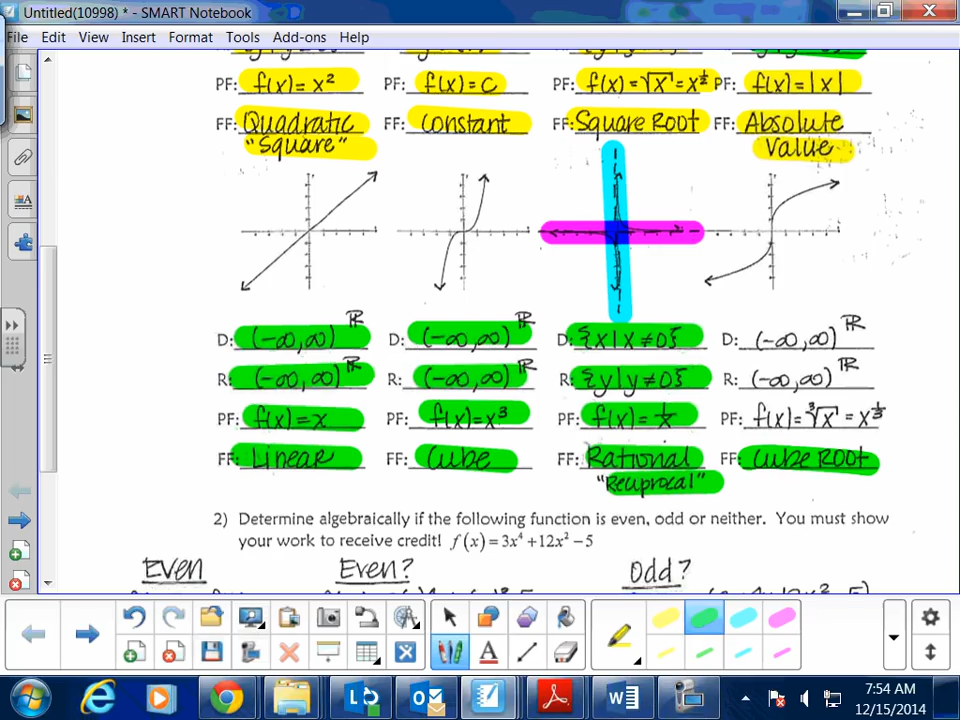 Untitled(10998) * - SMART Notebook
File Edit View Insert Format Tools Add-ons Help
PF: f(x)=x² PF: f(x)=c PF: f(x)=√x=x^½ PF: f(x)=|x|
FF: Quadratic FF: Constant FF: Square Root FF: Absolute
"Square" Value
D: (-∞,∞) ℝ D: (-∞,∞) ℝ D: {x|x≠0} D: (-∞,∞) ℝ
R: (-∞,∞) ℝ R: (-∞,∞) ℝ R: {y|y≠0} R: (-∞,∞) ℝ
PF: f(x)=x PF: f(x)=x³ PF: f(x)=1/x PF: f(x)=∛x=x^⅓
FF: Linear FF: Cube FF: Rational FF: Cube Root
"Reciprocal"
2) Determine algebraically if the following function is even, odd or neither. You must show
your work to receive credit! f(x)=3x⁴+12x²−5
Even Even? Odd?
7:54 AM
12/15/2014